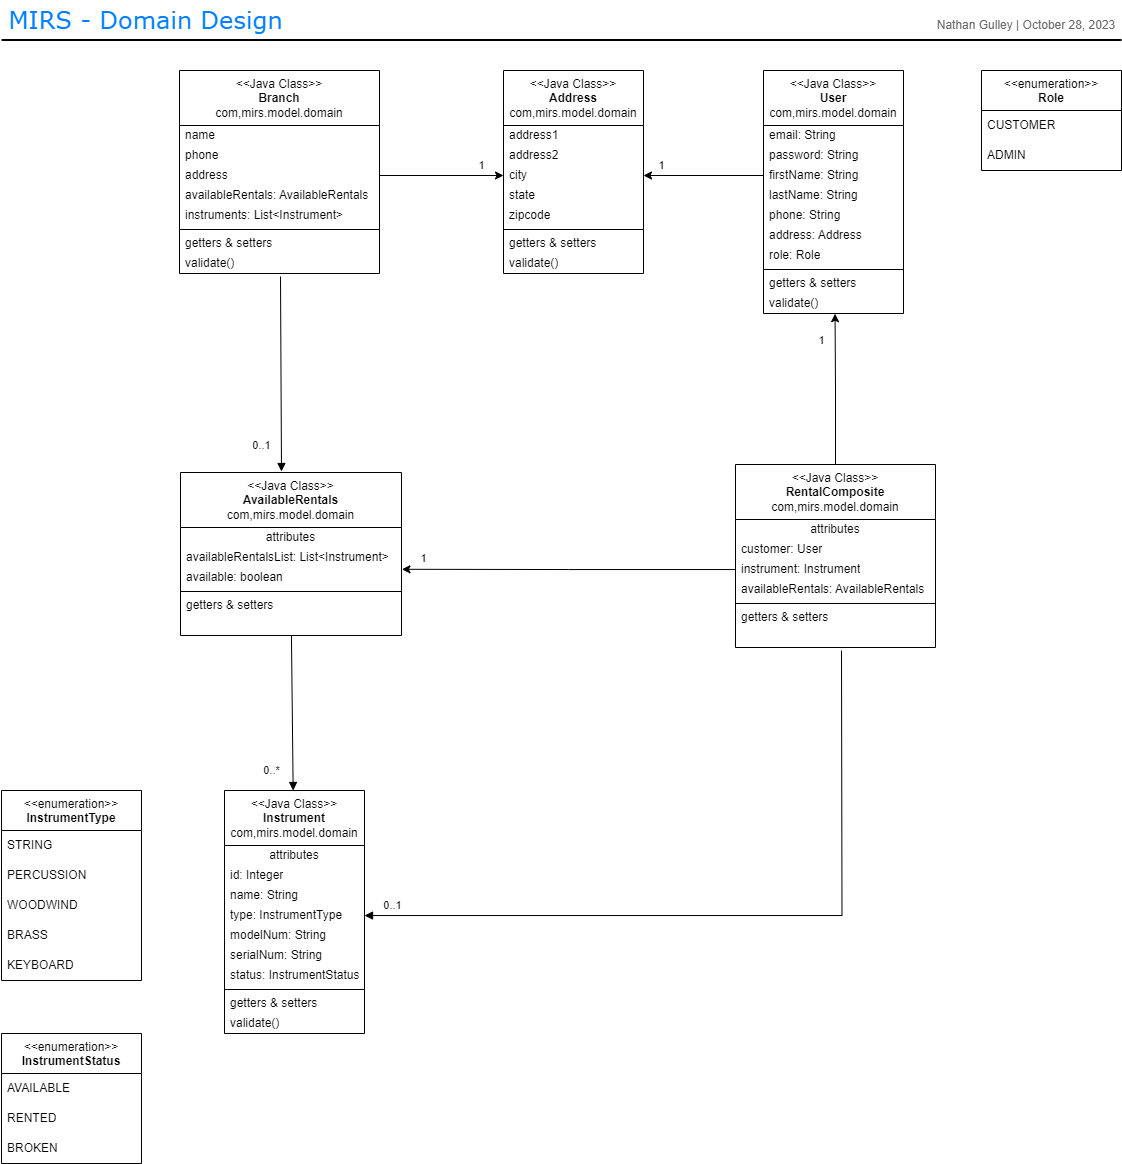 MIRS - Domain Design
Nathan Gulley | October 28, 2023
<<Java Class>>
Branch
com,mirs.model.domain
name
phone
address
availableRentals: AvailableRentals
instruments: List<Instrument>
getters & setters
validate()
1
<<Java Class>>
Address
com,mirs.model.domain
address1
address2
city
state
zipcode
getters & setters
validate()
1
<<Java Class>>
User
com,mirs.model.domain
email: String
password: String
firstName: String
lastName: String
phone: String
address: Address
role: Role
getters & setters
validate()
<<enumeration>>
Role
CUSTOMER
ADMIN
1
0..1
<<Java Class>>
AvailableRentals
com,mirs.model.domain
attributes
availableRentalsList: List<Instrument>
available: boolean
getters & setters
1
<<Java Class>>
RentalComposite
com,mirs.model.domain
attributes
customer: User
instrument: Instrument
availableRentals: AvailableRentals
getters & setters
0..*
<<enumeration>>
InstrumentType
STRING
PERCUSSION
WOODWIND
BRASS
KEYBOARD
<<Java Class>>
Instrument
com,mirs.model.domain
attributes
id: Integer
name: String
type: InstrumentType
modelNum: String
serialNum: String
status: InstrumentStatus
getters & setters
validate()
0..1
<<enumeration>>
InstrumentStatus
AVAILABLE
RENTED
BROKEN